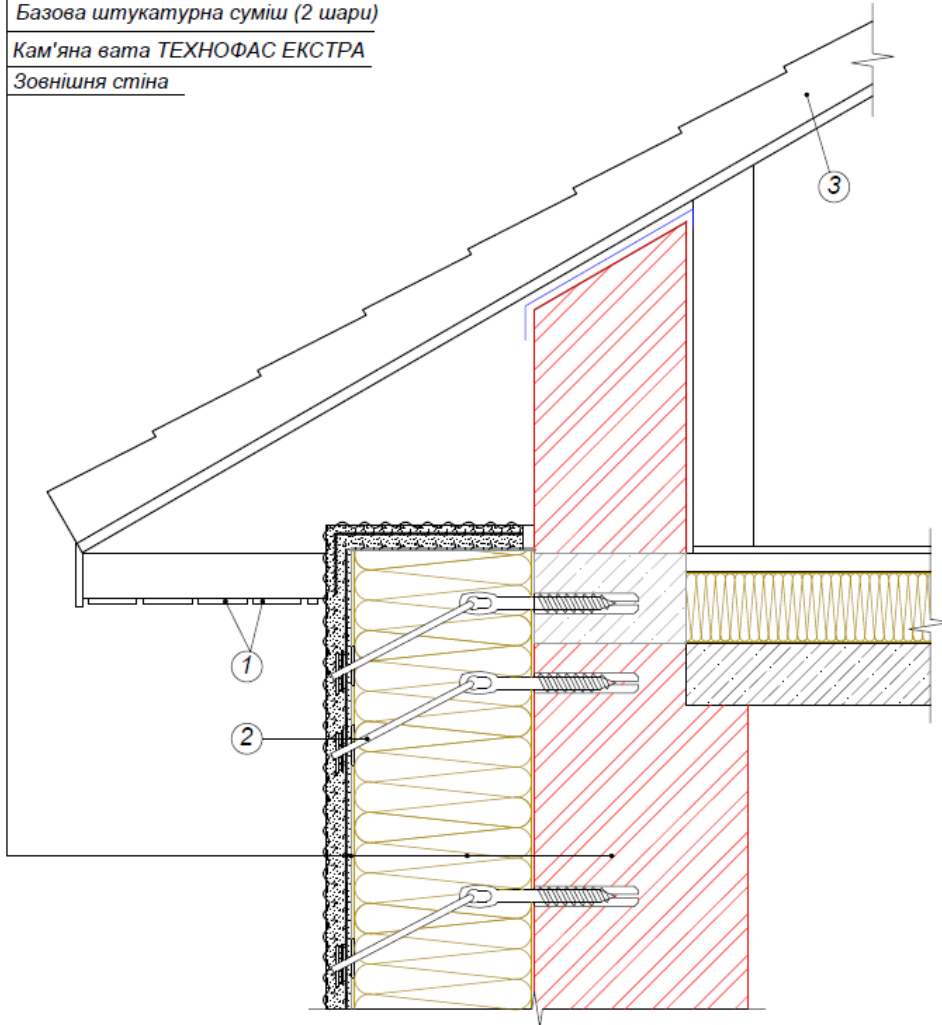 Базова штукатурна суміш (2 шари)
Кам'яна вата ТЕХНОФАС ЕКСТРА
Зовнішня стіна
3
1
2